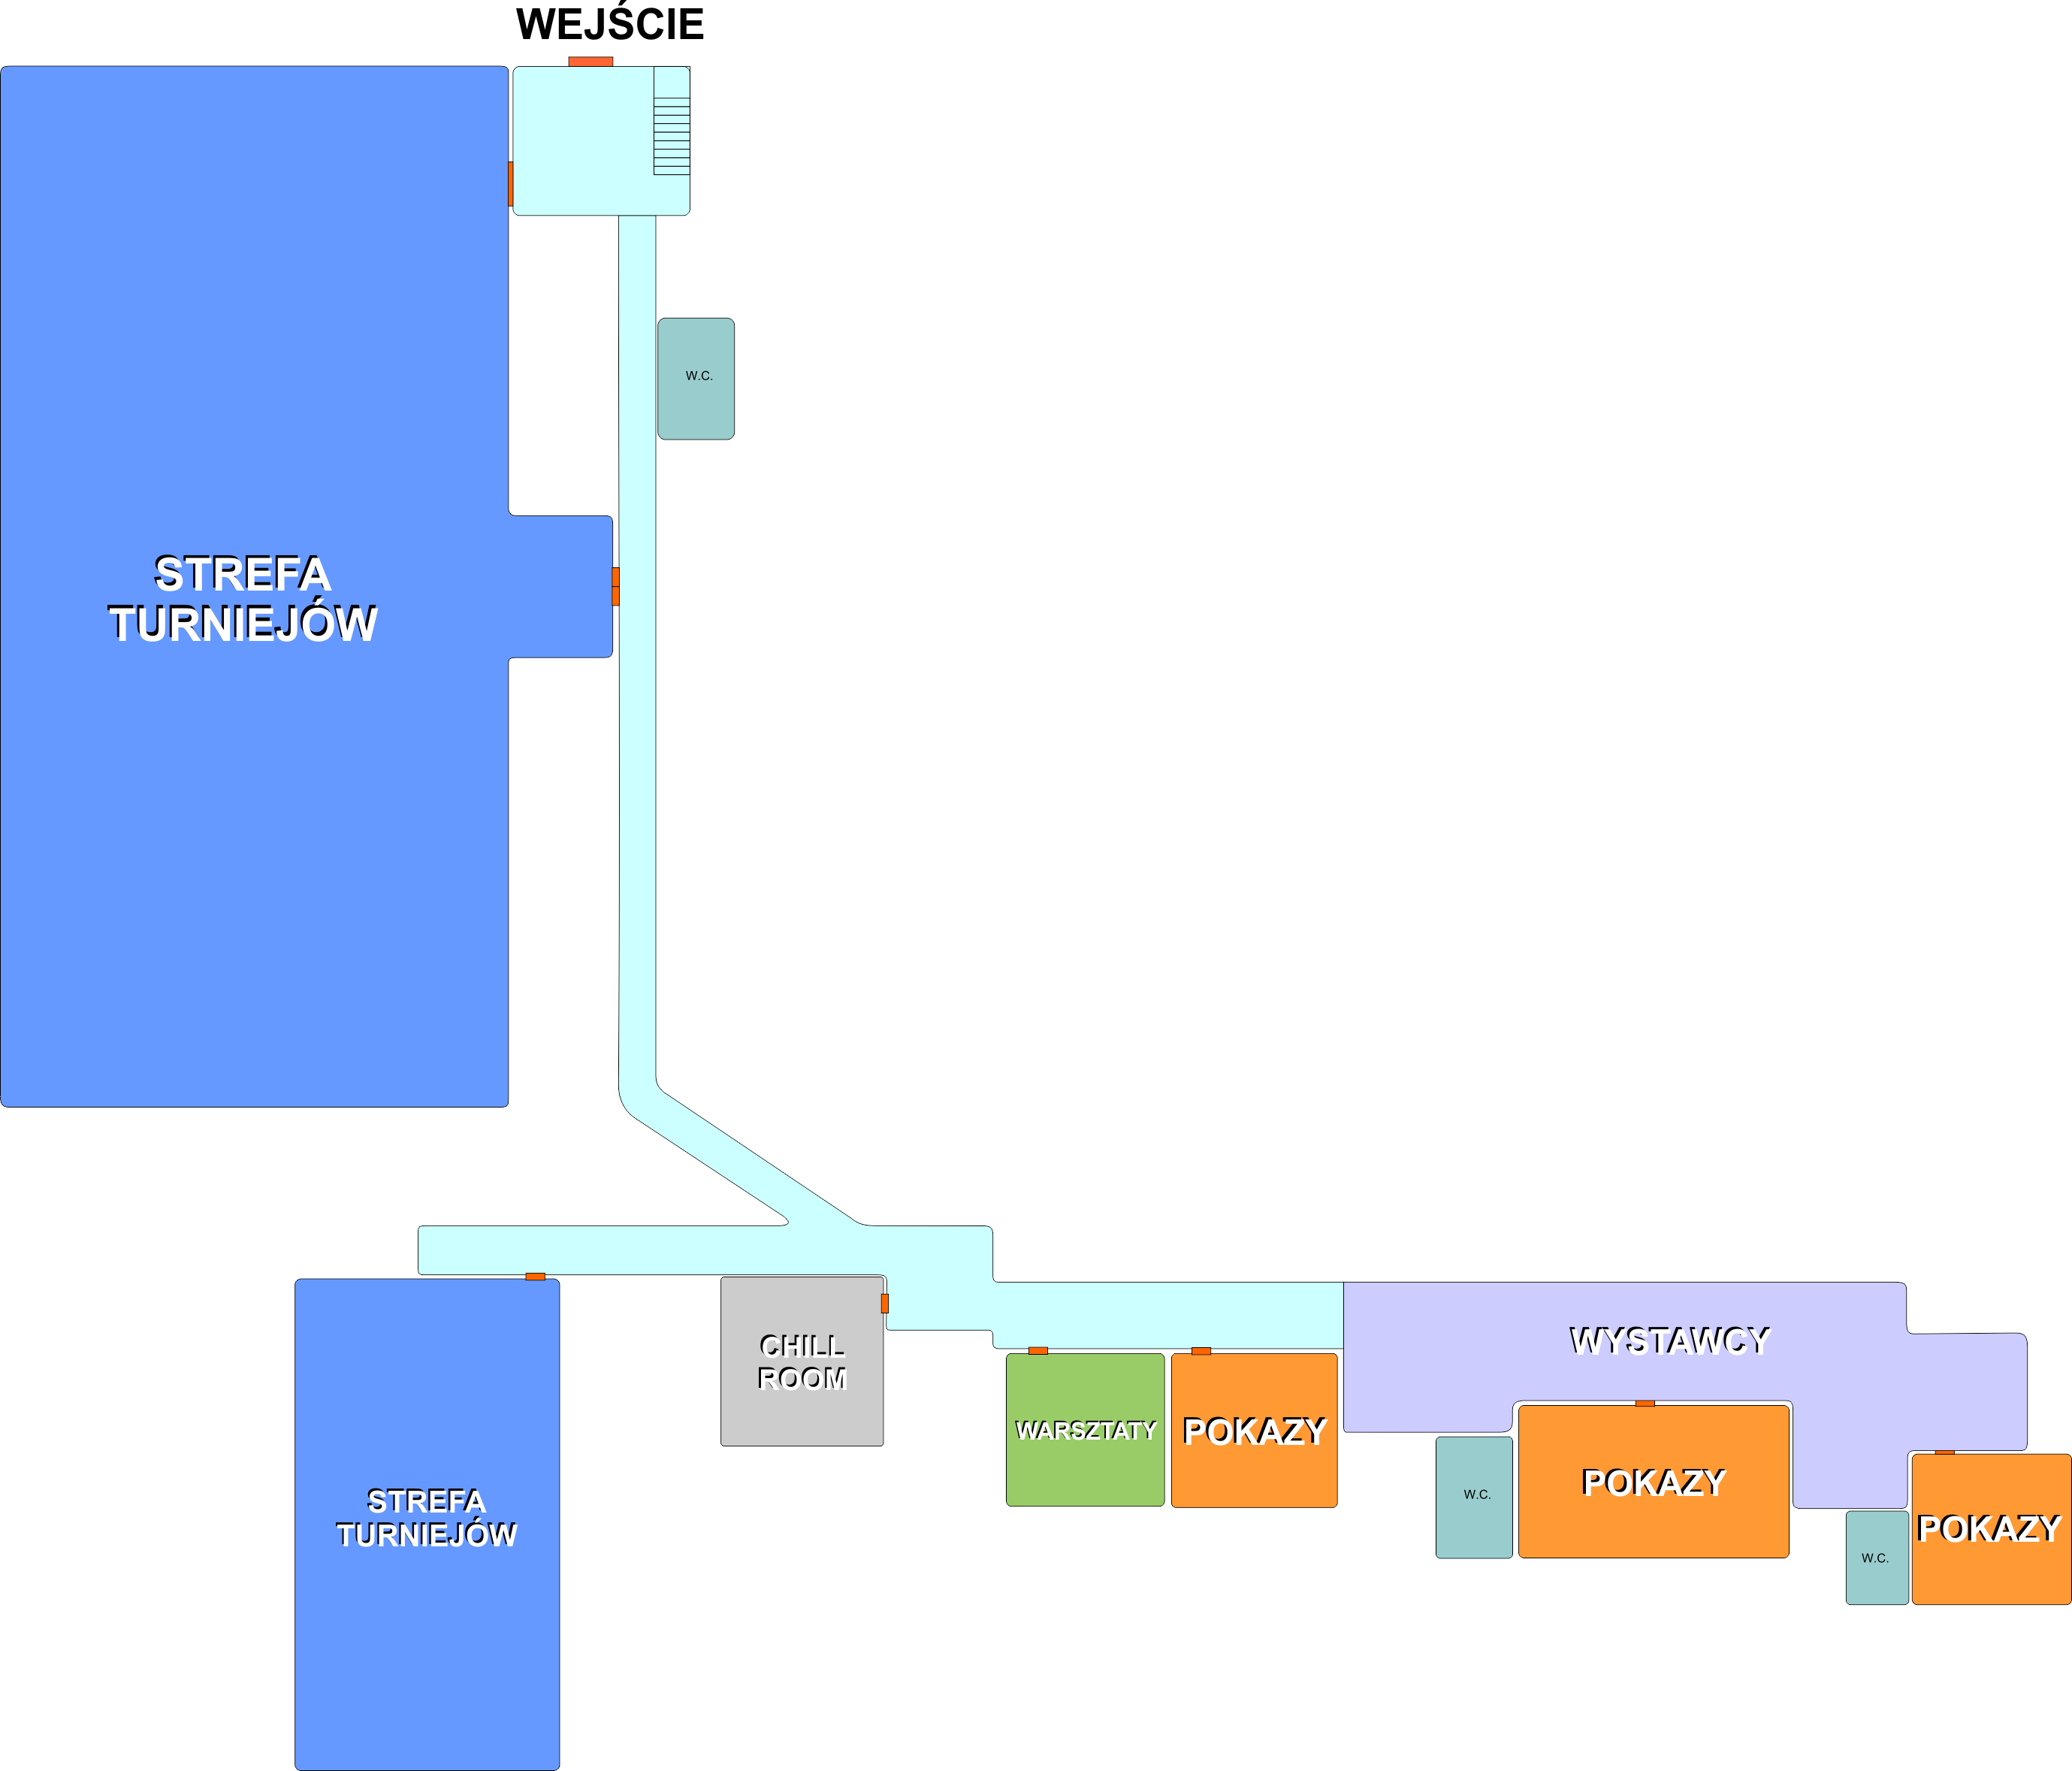 WEJŚCIE
W.C.
STREFA
TURNIEJÓW
CHILL
ROOM
WARSZTATY
POKAZY
WYSTAWCY
W.C.
POKAZY
W.C.
POKAZY
STREFA
TURNIEJÓW